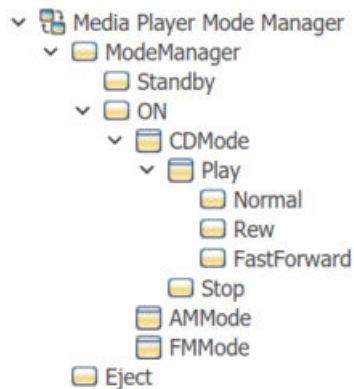 Media Player Mode Manager
ModeManager
Standby
ON
CDMode
Play
Normal
Rew
FastForward
Stop
AMMode
FMMode
Eject